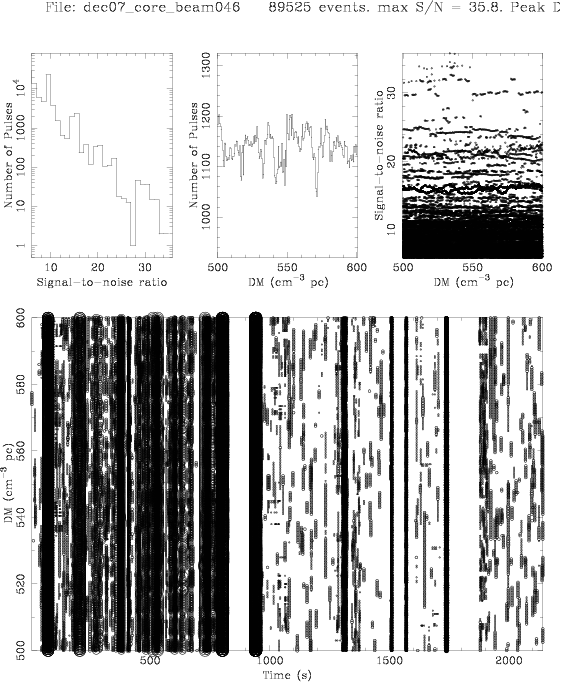 File: dec07_core_beam046 89525 events. max S/N = 35.8. Peak D
Number of Pulses
1 10 100 1000 10⁴
10 20 30
Signal-to-noise ratio
Number of Pulses
1000 1100 1200 1300
500 550 600
DM (cm⁻³ pc)
Signal-to-noise ratio
10 20 30
500 550 600
DM (cm⁻³ pc)
DM (cm⁻³ pc)
500 520 540 560 580 600
500 1000 1500 2000
Time (s)